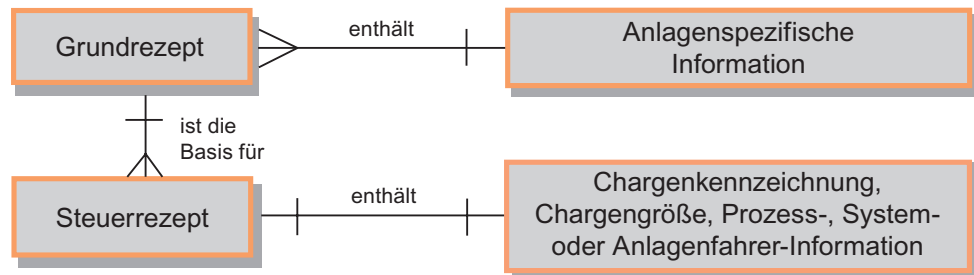 Grundrezept
enthält
Anlagenspezifische
Information
ist die
Basis für
Steuerrezept
enthält
Chargenkennzeichnung,
Chargengröße, Prozess-, System-
oder Anlagenfahrer-Information